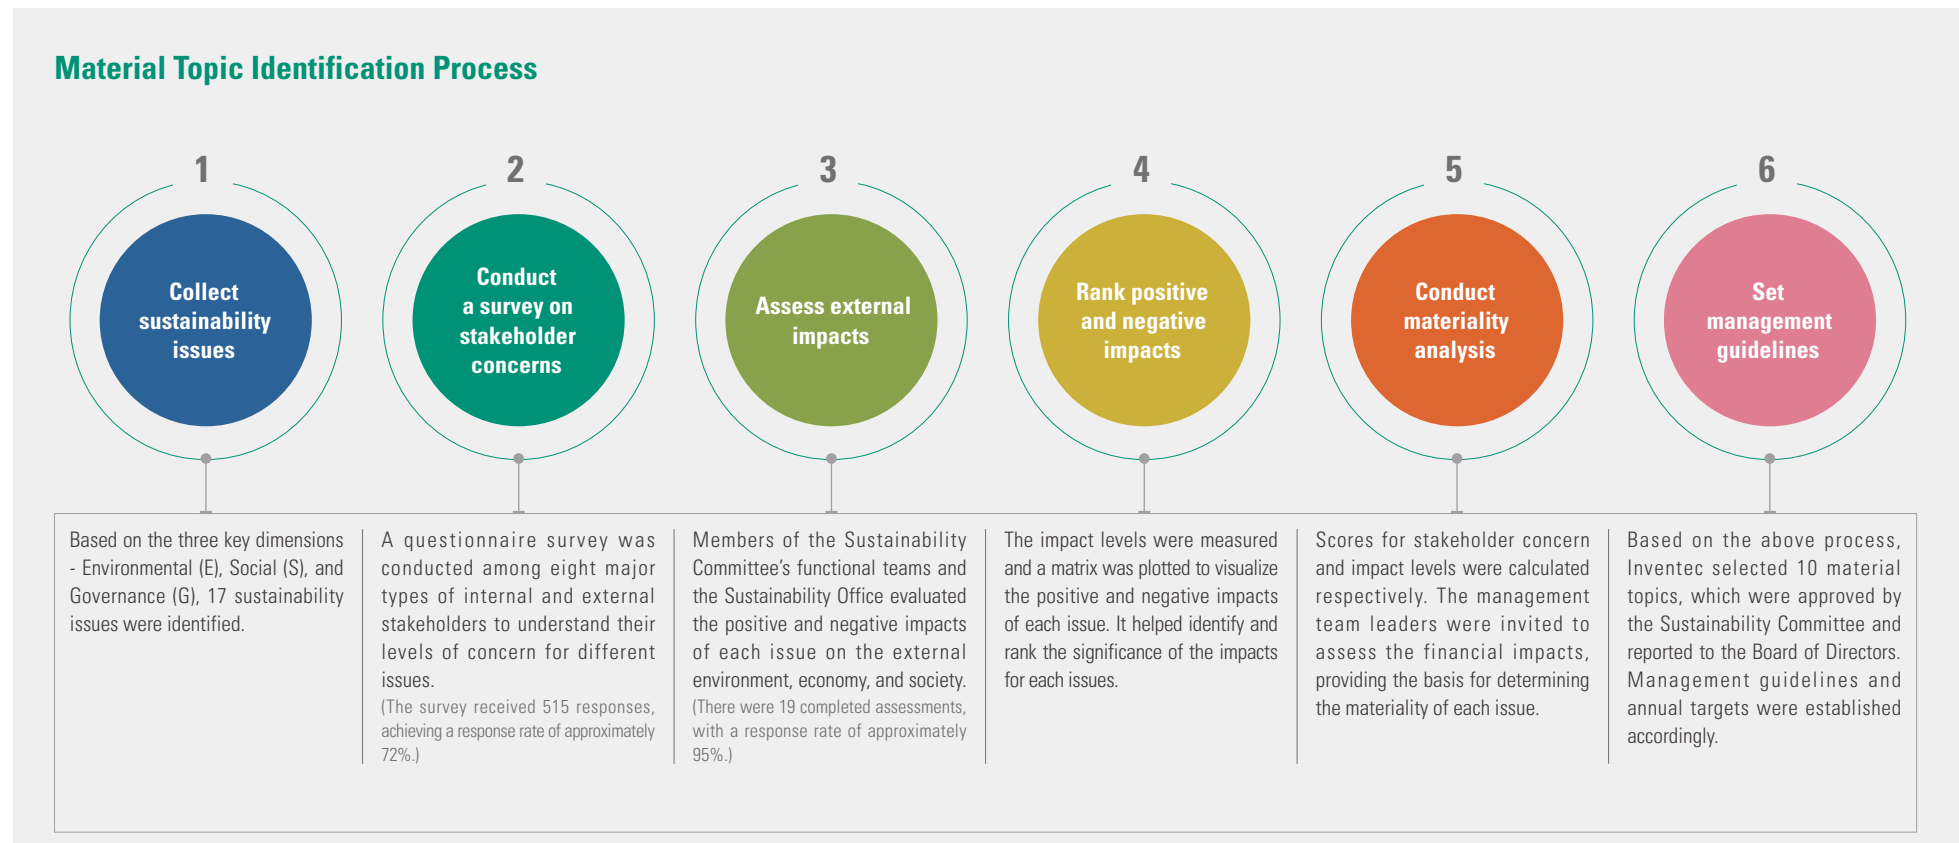 Material Topic Identification Process
1
Collect
sustainability
issues
2
Conduct
a survey on
stakeholder
concerns
3
Assess external
impacts
4
Rank positive
and negative
impacts
5
Conduct
materiality
analysis
6
Set
management
guidelines
Based on the three key dimensions
- Environmental (E), Social (S), and
Governance (G), 17 sustainability
issues were identified.
A questionnaire survey was
conducted among eight major
types of internal and external
stakeholders to understand their
levels of concern for different
issues.
(The survey received 515 responses,
achieving a response rate of approximately
72%.)
Members of the Sustainability
Committee's functional teams and
the Sustainability Office evaluated
the positive and negative impacts
of each issue on the external
environment, economy, and society.
(There were 19 completed assessments,
with a response rate of approximately
95%.)
The impact levels were measured
and a matrix was plotted to visualize
the positive and negative impacts
of each issue. It helped identify and
rank the significance of the impacts
for each issues.
Scores for stakeholder concern
and impact levels were calculated
respectively. The management
team leaders were invited to
assess the financial impacts,
providing the basis for determining
the materiality of each issue.
Based on the above process,
Inventec selected 10 material
topics, which were approved by
the Sustainability Committee and
reported to the Board of Directors.
Management guidelines and
annual targets were established
accordingly.